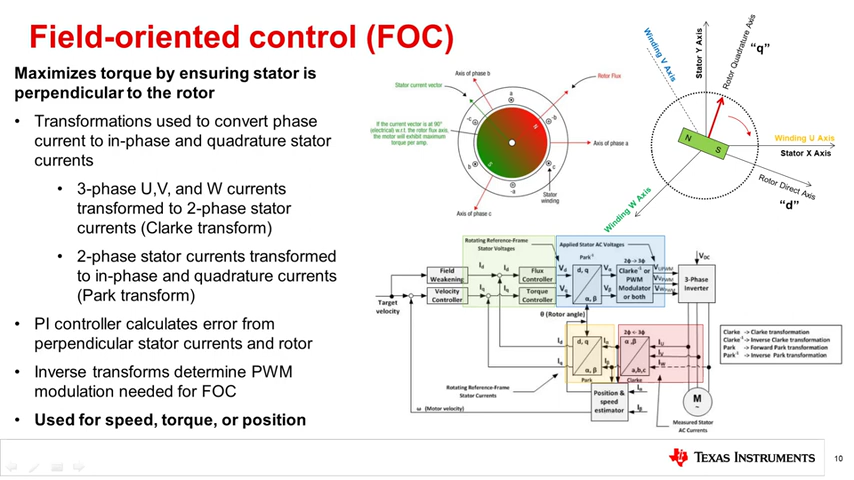 Field-oriented control (FOC)
Maximizes torque by ensuring stator is
perpendicular to the rotor
• Transformations used to convert phase
current to in-phase and quadrature stator
currents
• 3-phase U,V, and W currents
transformed to 2-phase stator
currents (Clarke transform)
• 2-phase stator currents transformed
to in-phase and quadrature currents
(Park transform)
• PI controller calculates error from
perpendicular stator currents and rotor
• Inverse transforms determine PWM
modulation needed for FOC
• Used for speed, torque, or position
Axis of phase b
Stator current vector
Rotor Flux
If the current vector is at 90°
(electrical) w.r.t. the rotor flux axis,
the motor will exhibit maximum
torque per amp.
a
-c
-b
N
S
b
c
-a
Axis of phase a
Stator
winding
Axis of phase c
Winding V Axis
Stator Y Axis
Rotor Quadrature Axis
“q”
N
S
Winding U Axis
Stator X Axis
Rotor Direct Axis
“d”
Winding W Axis
Rotating Reference-Frame
Stator Voltages
Applied Stator AC Voltages
Field
Weakening
Id
Id
Flux
Controller
Vd
Park⁻¹
d, q
α, β
Vα
2ϕ -> 3ϕ
Clarke⁻¹ or
PWM
Modulator
or both
VDC
3-Phase
Inverter
Velocity
Controller
Iq
Iq
Torque
Controller
Vq
Vβ
Target
velocity
θ (Rotor angle)
Id
Iq
d, q
α, β
Park
Iα
Iβ
2ϕ <- 3ϕ
α ,β
a,b,c
Clarke
IU
IV
IW
Rotating Reference-Frame
Stator Currents
ω (Motor velocity)
Position &
speed
estimator
Iα
Iβ
M
~
Measured Stator
AC Currents
Clarke -> Clarke transformation
Clarke⁻¹ -> Inverse Clarke transformation
Park -> Forward Park transformation
Park⁻¹ -> Inverse Park transformation
TEXAS INSTRUMENTS
10